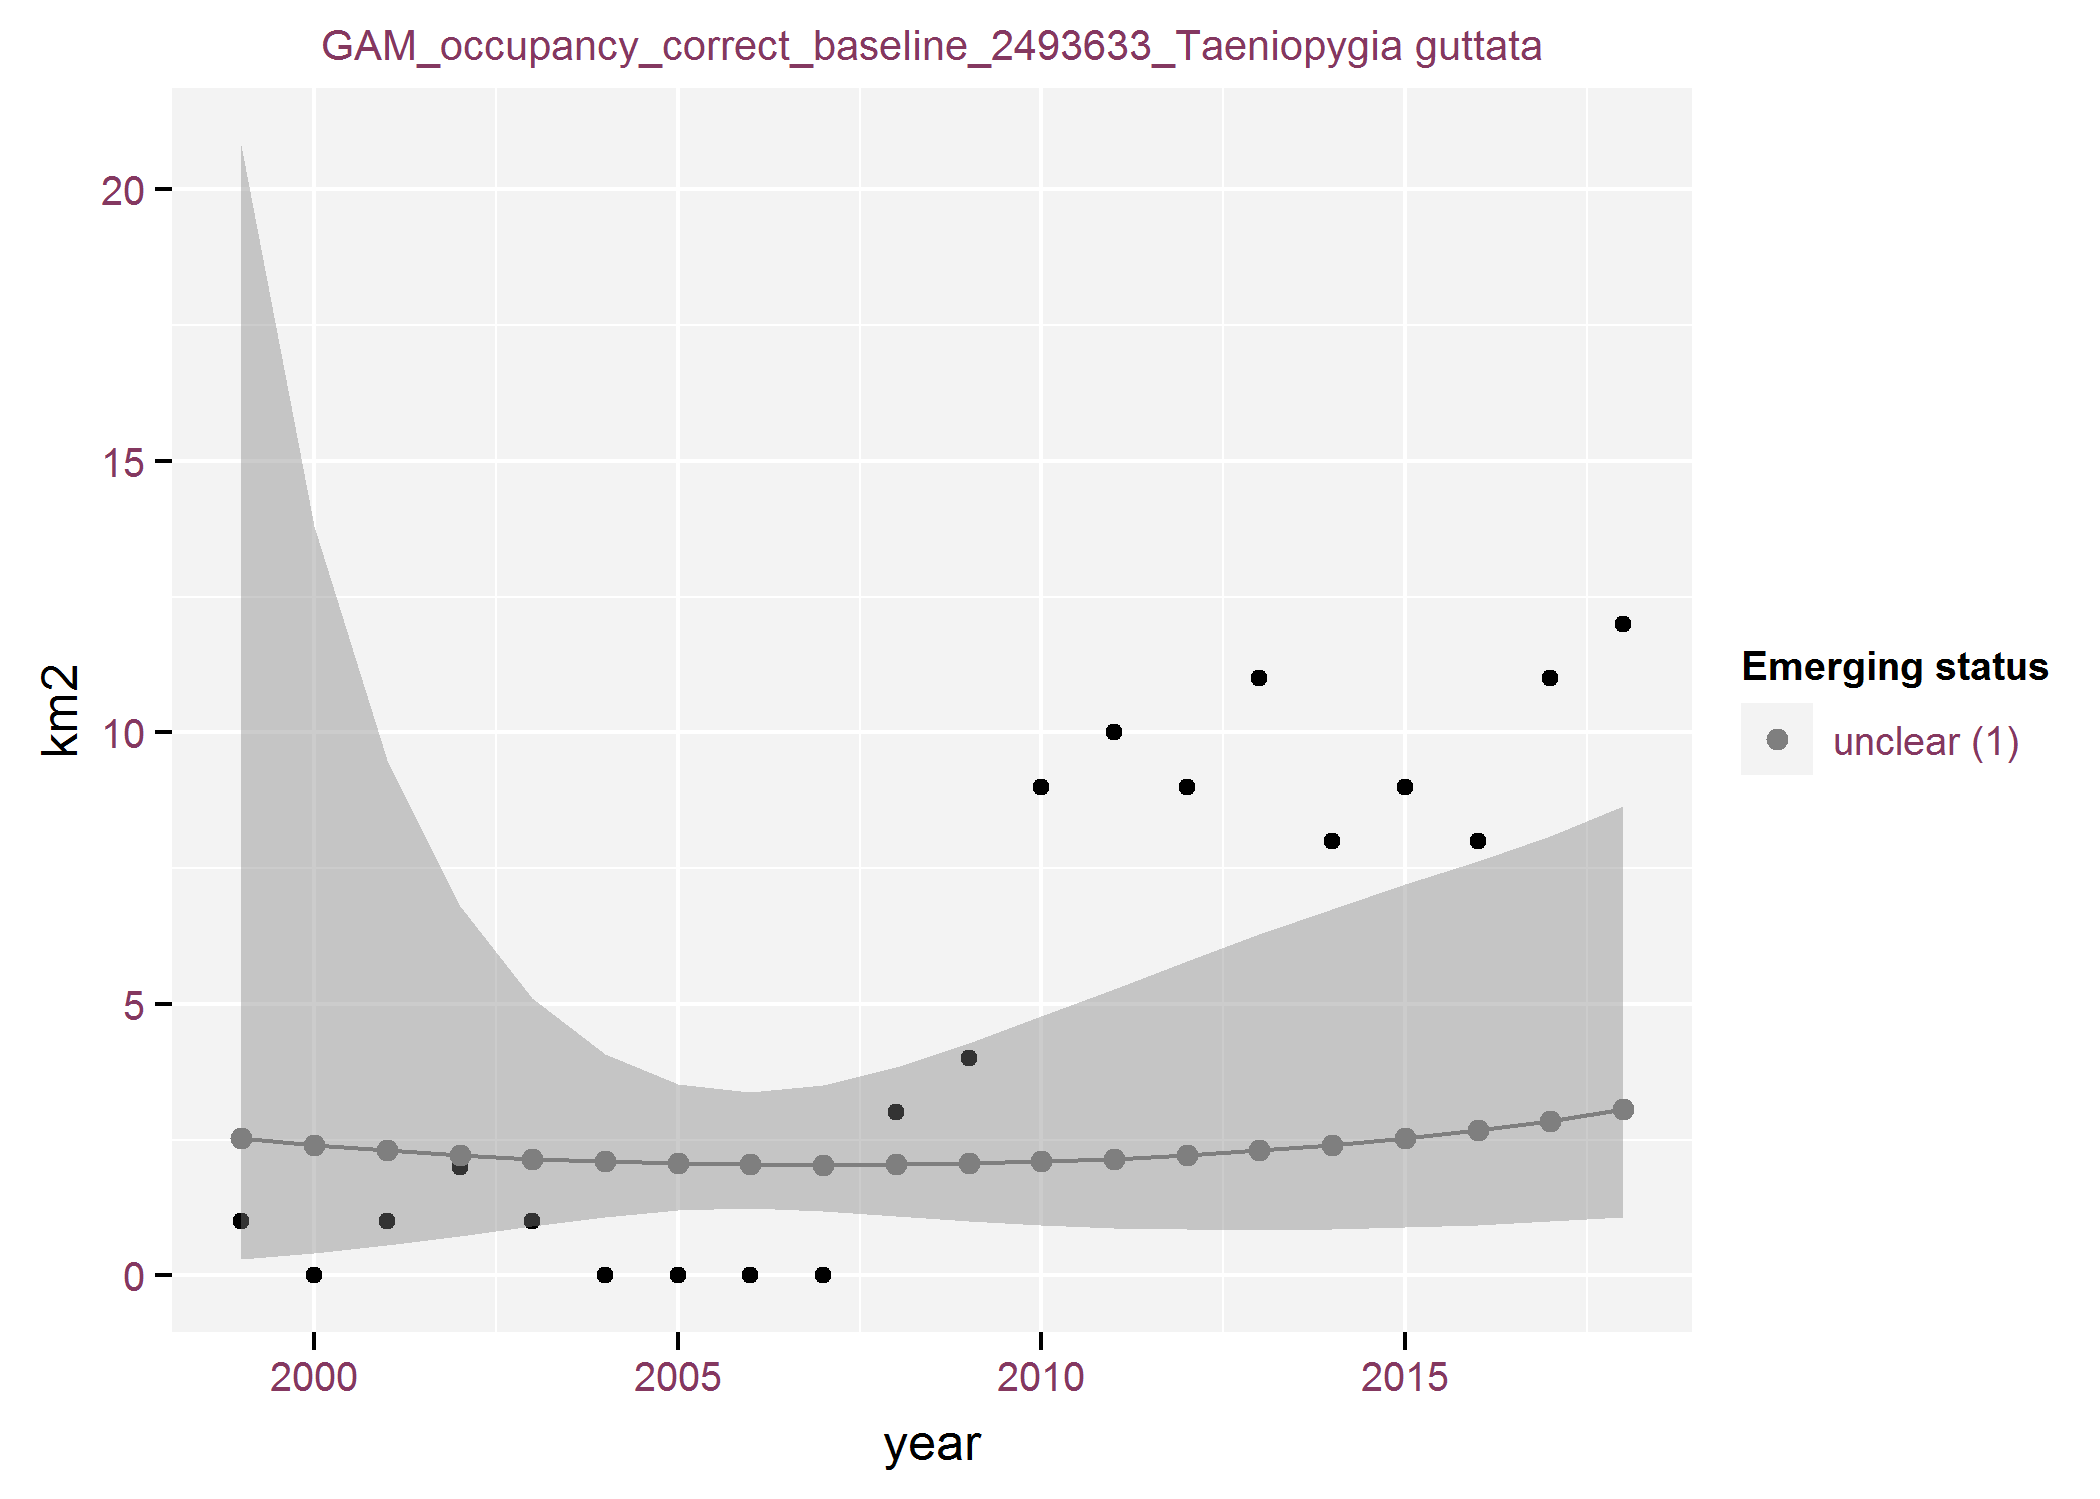 GAM_occupancy_correct_baseline_2493633_Taeniopygia guttata
20
15
10
5
0
km2
2000
2005
2010
2015
year
Emerging status
unclear (1)